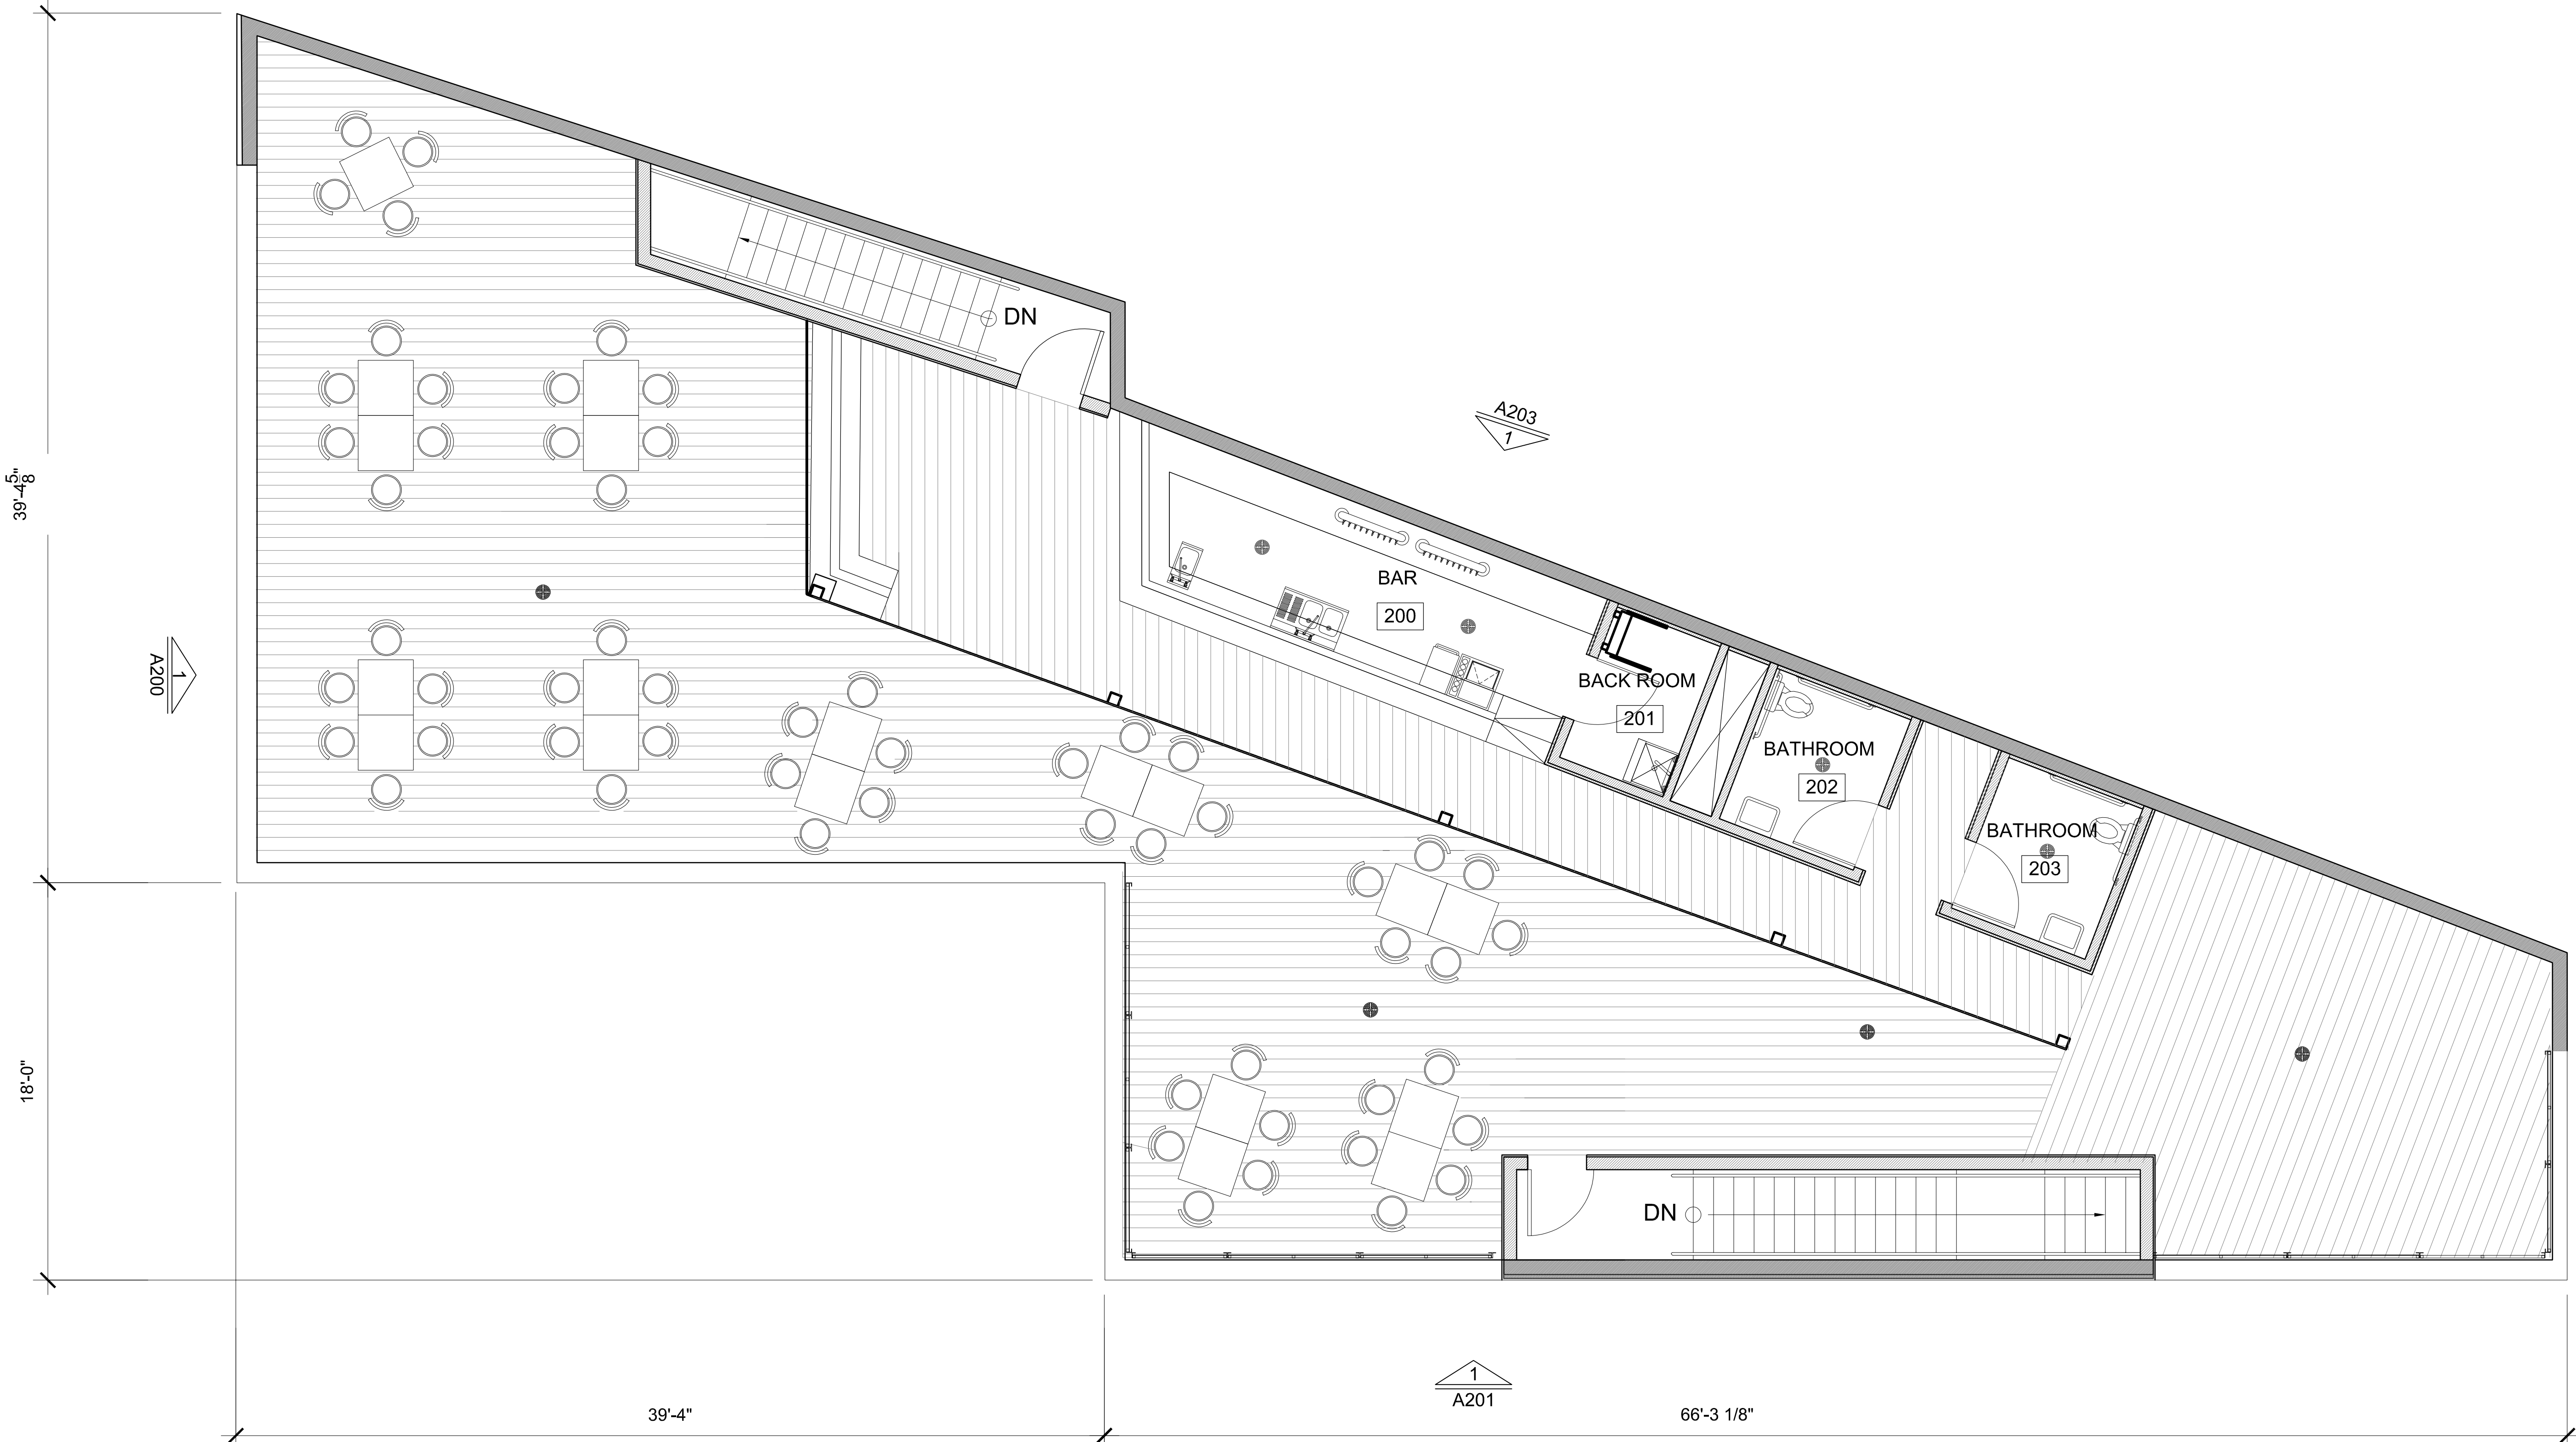 DN
A203
1
39'-4 5/8"
BAR
200
BACK ROOM
201
BATHROOM
202
BATHROOM
203
1
A200
18'-0"
DN
1
A201
39'-4"
66'-3 1/8"